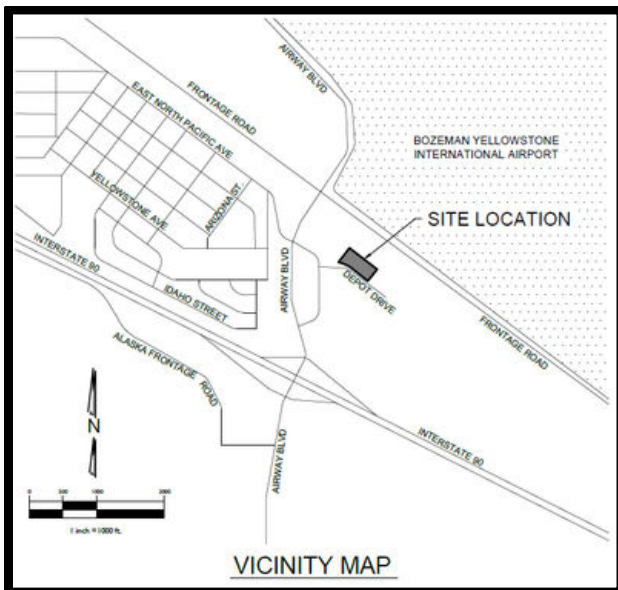 AIRWAY BLVD
FRONTAGE ROAD
EAST NORTH PACIFIC AVE
BOZEMAN YELLOWSTONE
INTERNATIONAL AIRPORT
YELLOWSTONE AVE
ARIZONA ST.
SITE LOCATION
INTERSTATE 90
IDAHO STREET
AIRWAY BLVD
DEPOT DRIVE
FRONTAGE ROAD
ALASKA FRONTAGE
ROAD
N
INTERSTATE 90
AIRWAY BLVD
0 500 1000 2000
1 inch = 1000 ft.
VICINITY MAP